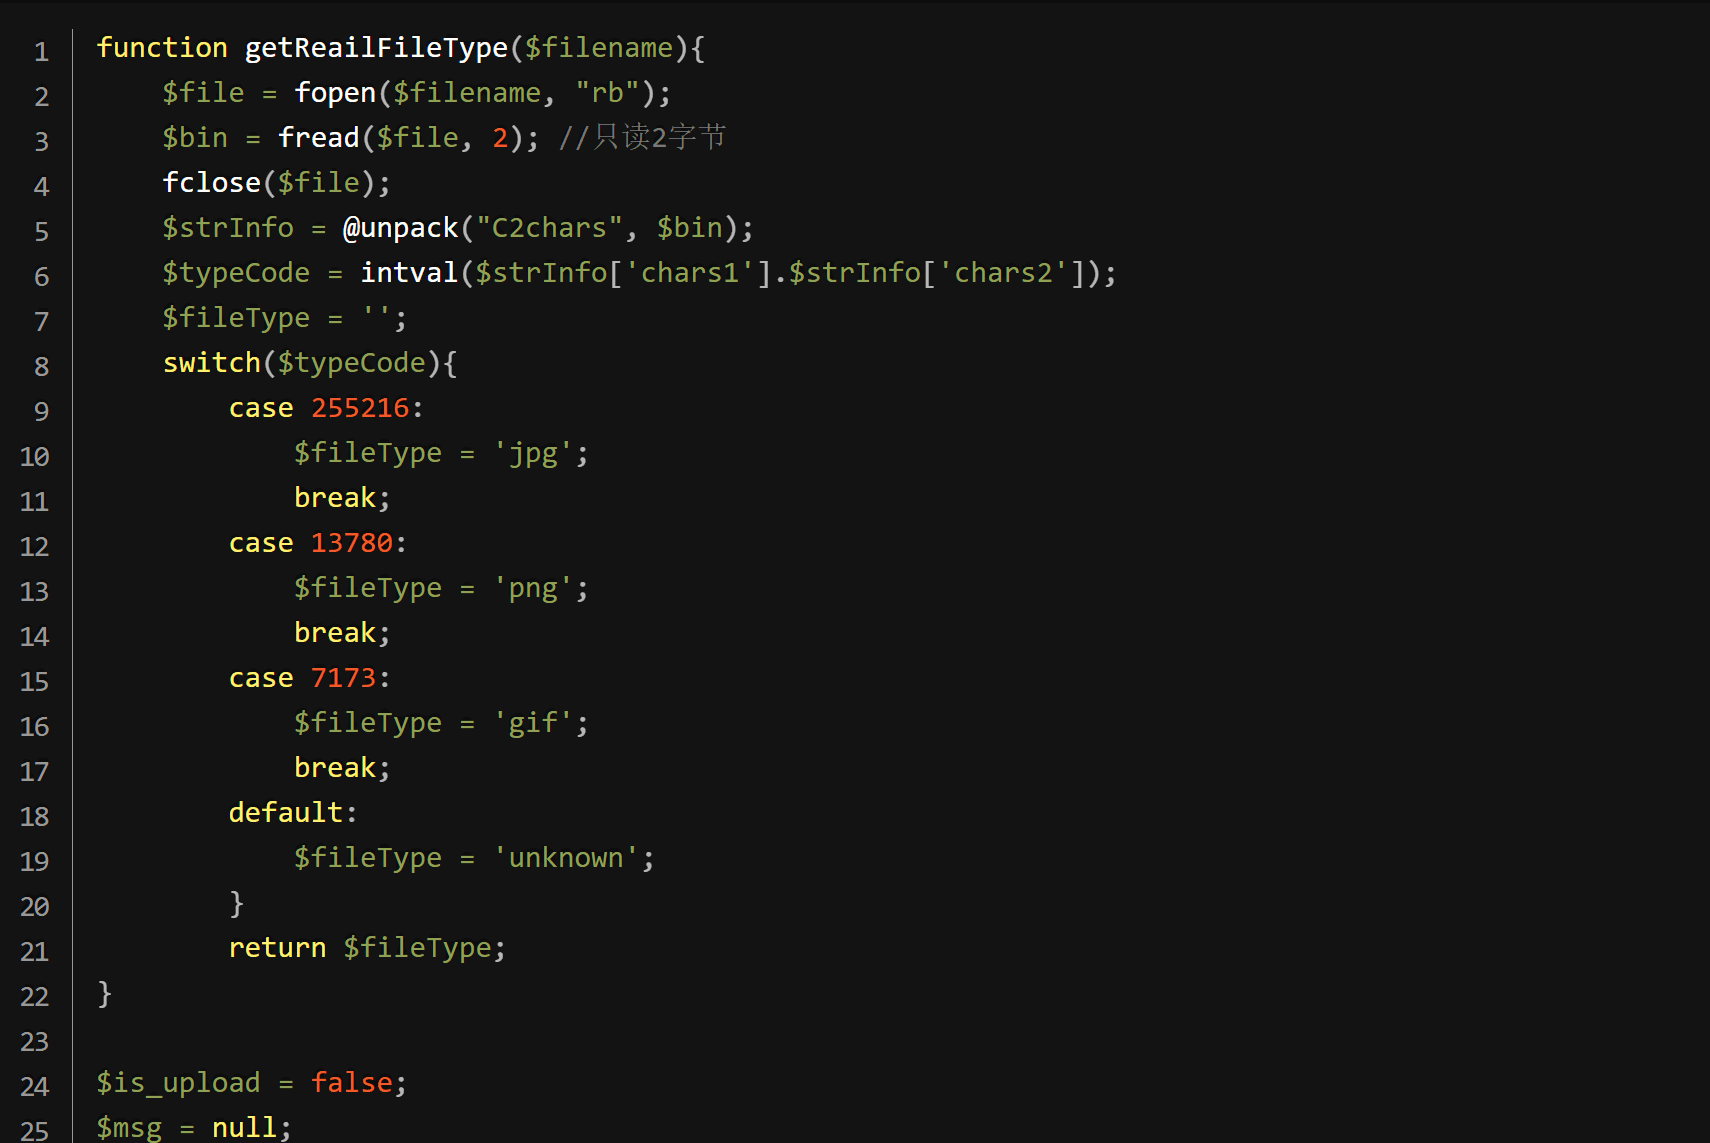 1 function getReailFileType($filename){
2 $file = fopen($filename, "rb");
3 $bin = fread($file, 2); //只读2字节
4 fclose($file);
5 $strInfo = @unpack("C2chars", $bin);
6 $typeCode = intval($strInfo['chars1'].$strInfo['chars2']);
7 $fileType = '';
8 switch($typeCode){
9 case 255216:
10 $fileType = 'jpg';
11 break;
12 case 13780:
13 $fileType = 'png';
14 break;
15 case 7173:
16 $fileType = 'gif';
17 break;
18 default:
19 $fileType = 'unknown';
20 }
21 return $fileType;
22 }
23
24 $is_upload = false;
25 $msg = null;